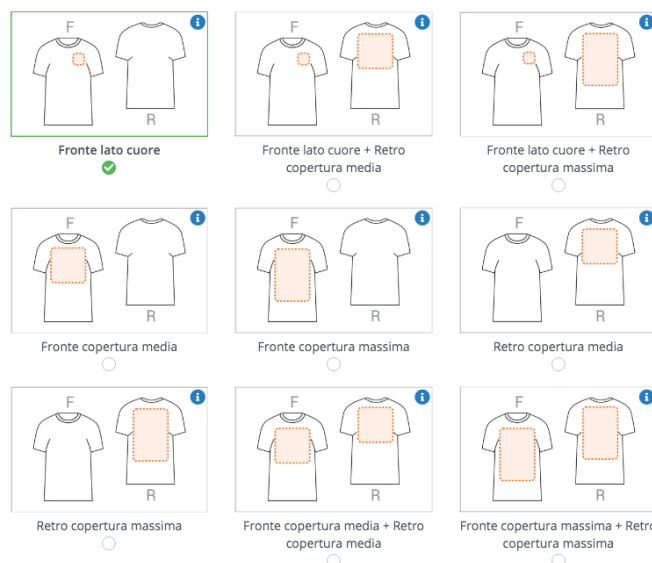 F
R
Fronte lato cuore
F
R
Fronte lato cuore + Retro
copertura media
F
R
Fronte lato cuore + Retro
copertura massima
F
R
Fronte copertura media
F
R
Fronte copertura massima
F
R
Retro copertura media
F
R
Retro copertura massima
F
R
Fronte copertura media + Retro
copertura media
F
R
Fronte copertura massima + Retro
copertura massima